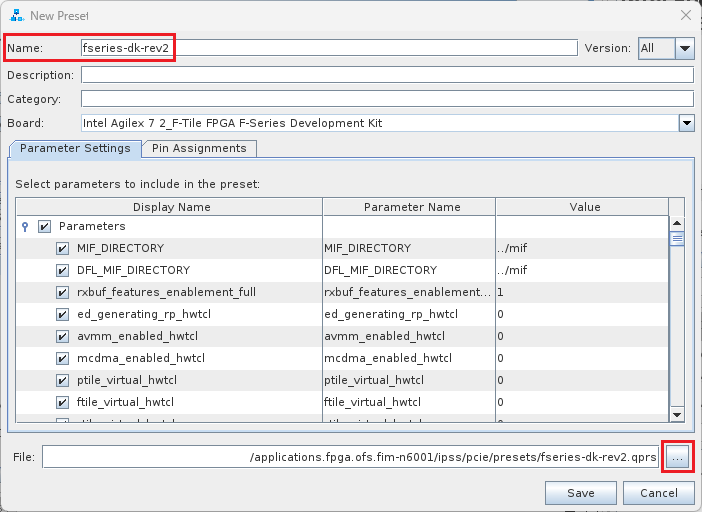 New Preset
Name: fseries-dk-rev2 Version: All
Description:
Category:
Board: Intel Agilex 7 2_F-Tile FPGA F-Series Development Kit
Parameter Settings Pin Assignments
Select parameters to include in the preset:
Display Name Parameter Name Value
Parameters
MIF_DIRECTORY MIF_DIRECTORY ../mif
DFL_MIF_DIRECTORY DFL_MIF_DIRECTORY ../mif
rxbuf_features_enablement_full rxbuf_features_enablement... 1
ed_generating_rp_hwtcl ed_generating_rp_hwtcl 0
avmm_enabled_hwtcl avmm_enabled_hwtcl 0
mcdma_enabled_hwtcl mcdma_enabled_hwtcl 0
ptile_virtual_hwtcl ptile_virtual_hwtcl 0
ftile_virtual_hwtcl ftile_virtual_hwtcl 0
File: /applications.fpga.ofs.fim-n6001/ipss/pcie/presets/fseries-dk-rev2.qprs ...
Save Cancel